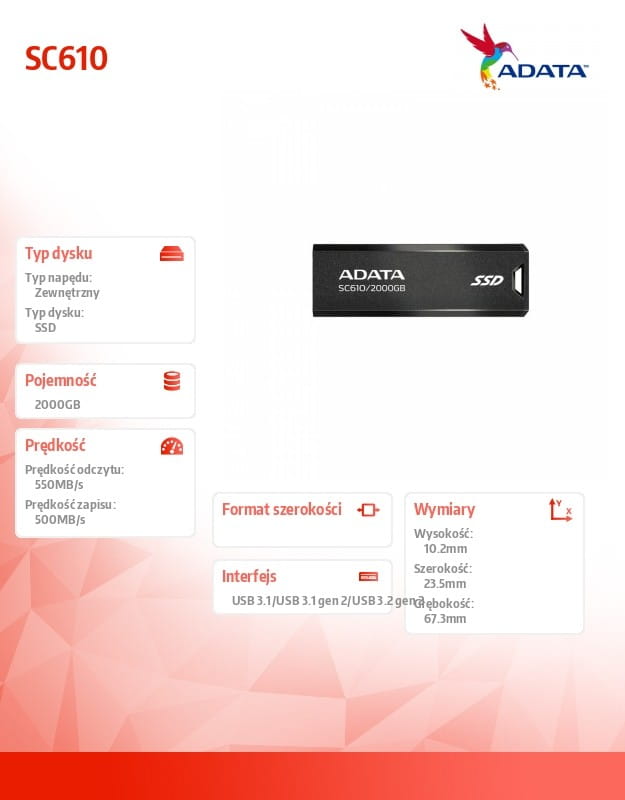 SC610
ADATA™
Typ dysku
Typ napędu:
Zewnętrzny
Typ dysku:
SSD
ADATA
SC610/2000GB
SSD
Pojemność
2000GB
Prędkość
Prędkość odczytu:
550MB/s
Prędkość zapisu:
500MB/s
Format szerokości
Interfejs
USB 3.1/USB 3.1 gen 2/USB 3.2 gen 2
Wymiary
Y
X
Wysokość:
10.2mm
Szerokość:
23.5mm
Głębokość:
67.3mm